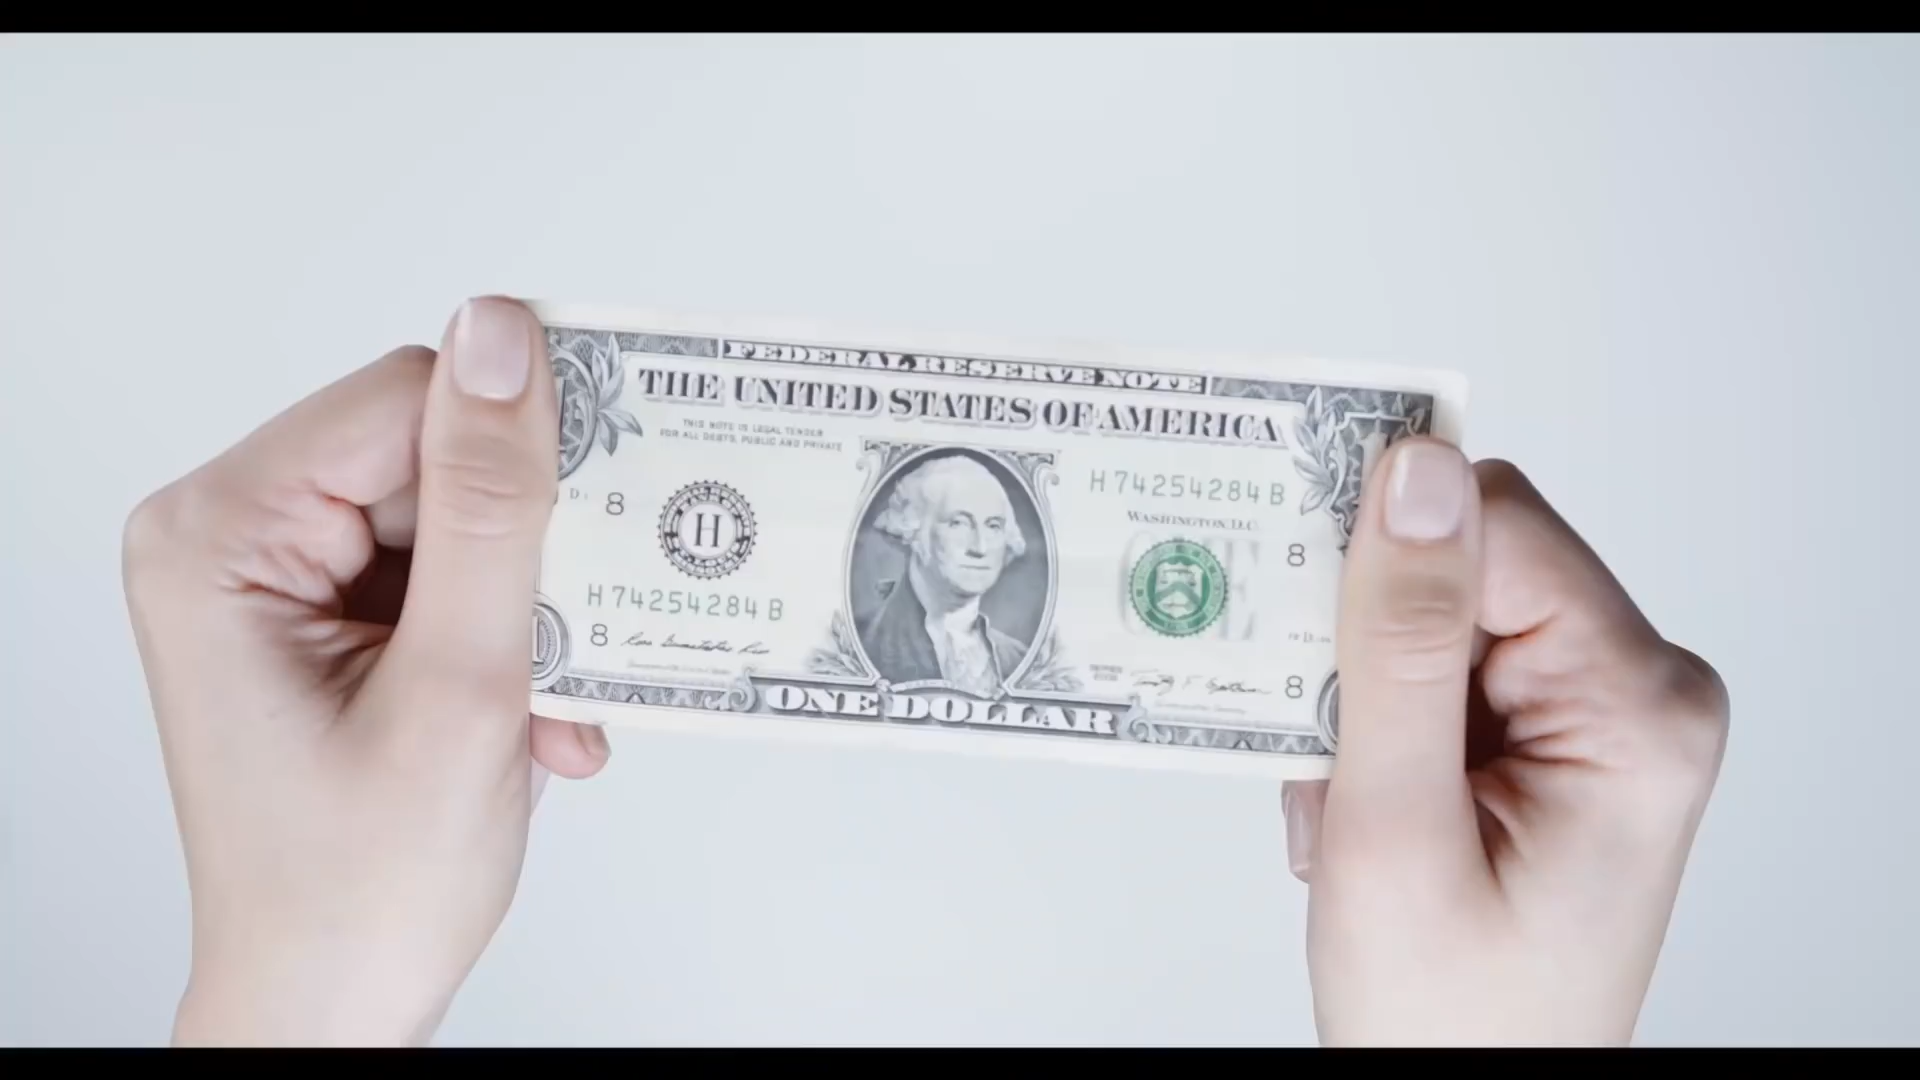 FEDERAL RESERVE NOTE
THE UNITED STATES OF AMERICA
THIS NOTE IS LEGAL TENDER
FOR ALL DEBTS, PUBLIC AND PRIVATE
H 74254284 B
WASHINGTON, D.C.
8
H
8
H 74254284 B
8
8
SERIES
ONE DOLLAR